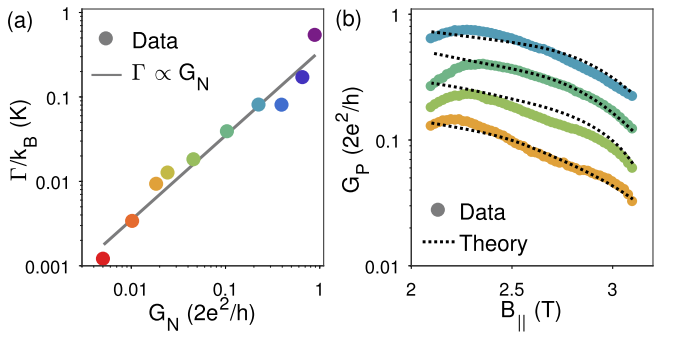 (a)
1
0.1
0.01
0.001
Γ/k_B (K)
Data
Γ ∝ G_N
0.01
0.1
1
G_N (2e²/h)
(b)
1
0.1
0.01
G_P (2e²/h)
Data
Theory
2
2.5
3
B_|| (T)